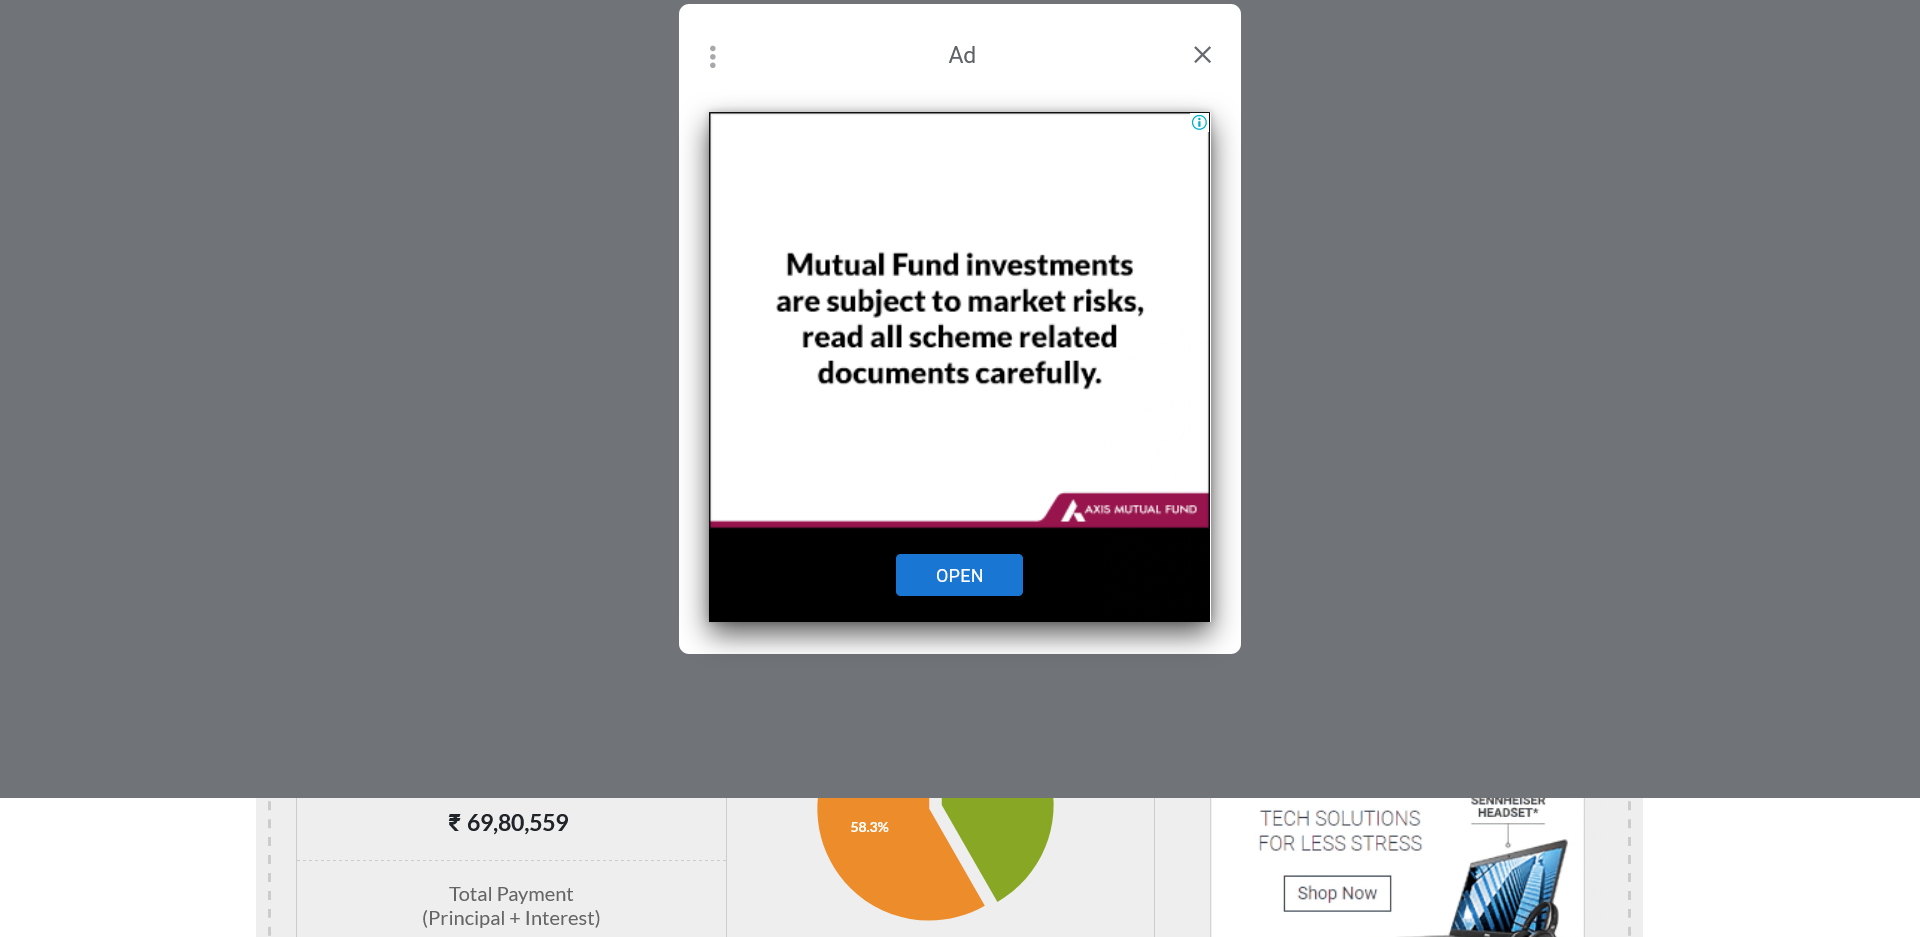 Ad
Mutual Fund investments
are subject to market risks,
read all scheme related
documents carefully.
AXIS MUTUAL FUND
OPEN
₹ 69,80,559
Total Payment
(Principal + Interest)
58.3%
TECH SOLUTIONS
FOR LESS STRESS
Shop Now
SENNHEISER
HEADSET*